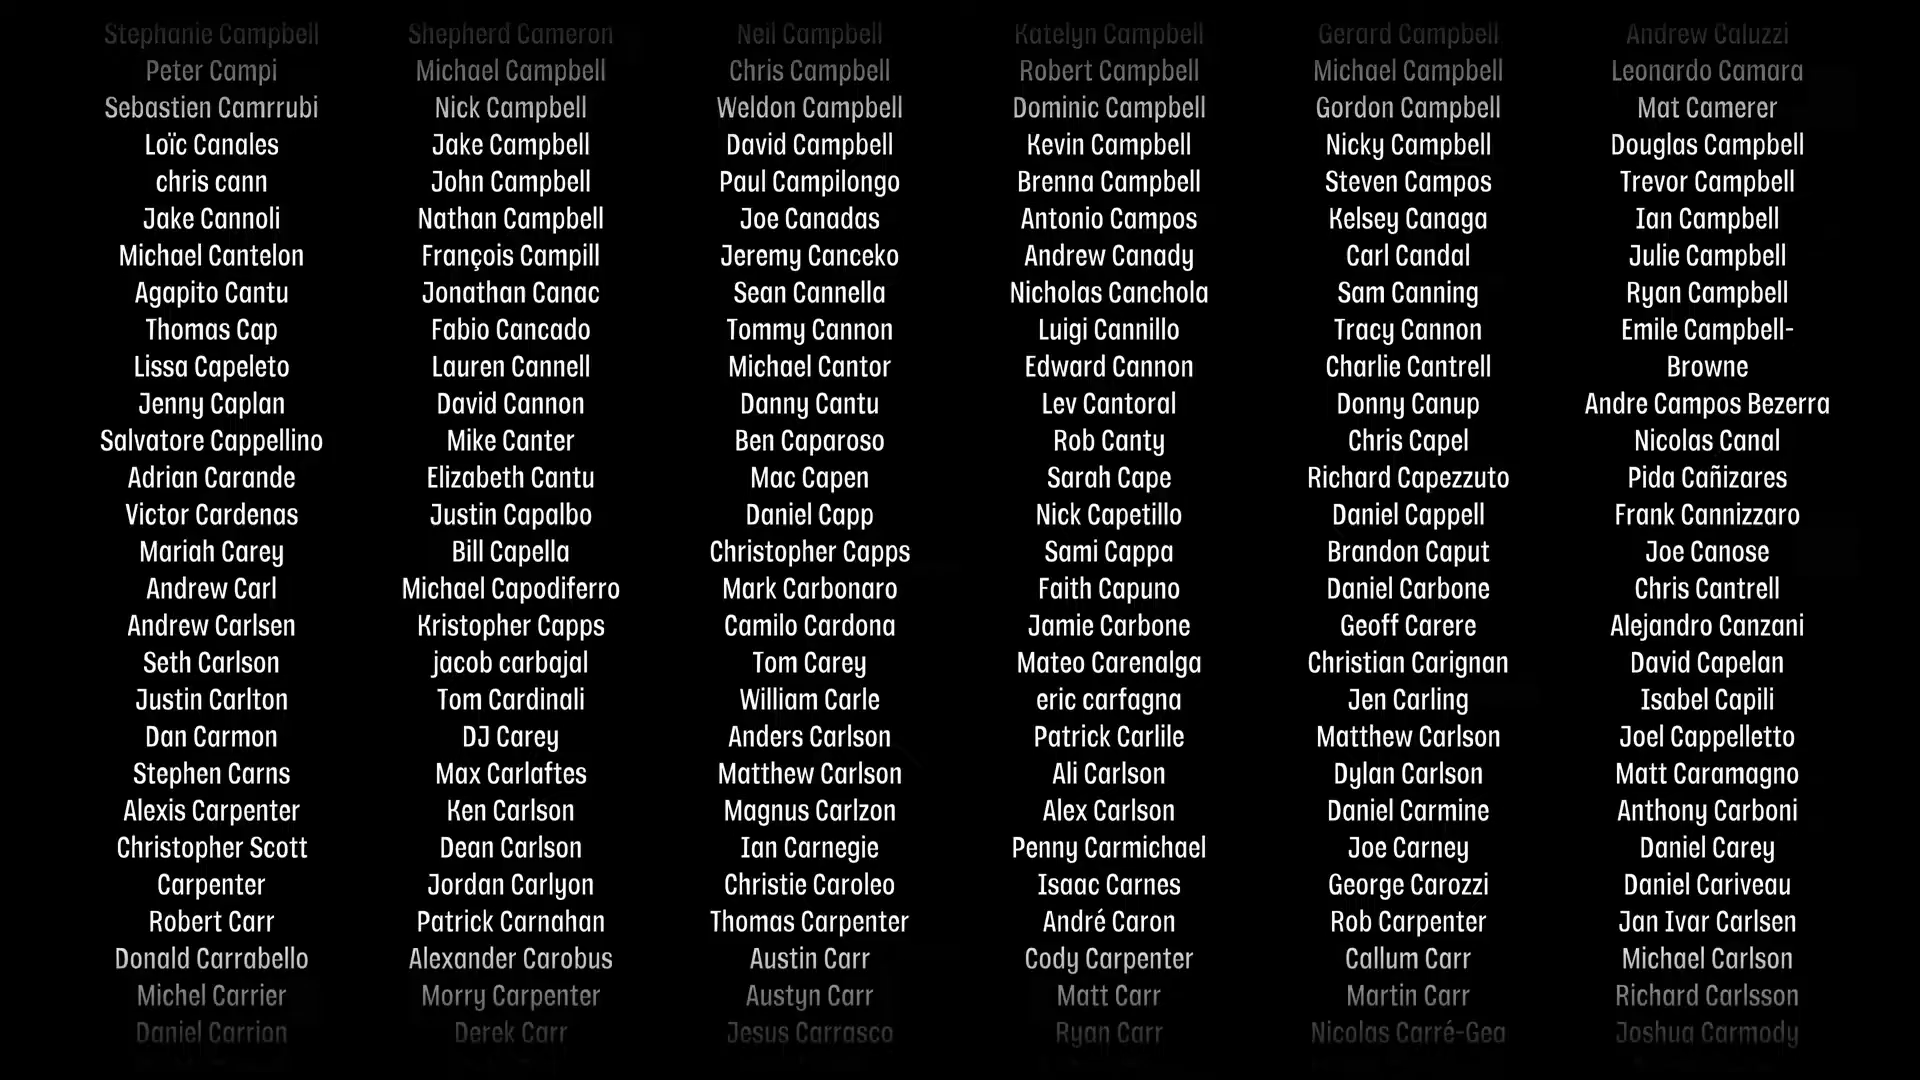 Stephanie Campbell Shepherd Cameron Neil Campbell Katelyn Campbell Gerard Campbell Andrew Caluzzi
Peter Campi Michael Campbell Chris Campbell Robert Campbell Michael Campbell Leonardo Camara
Sebastien Camrrubi Nick Campbell Weldon Campbell Dominic Campbell Gordon Campbell Mat Camerer
Loïc Canales Jake Campbell David Campbell Kevin Campbell Nicky Campbell Douglas Campbell
chris cann John Campbell Paul Campilongo Brenna Campbell Steven Campos Trevor Campbell
Jake Cannoli Nathan Campbell Joe Canadas Antonio Campos Kelsey Canaga Ian Campbell
Michael Cantelon François Campill Jeremy Canceko Andrew Canady Carl Candal Julie Campbell
Agapito Cantu Jonathan Canac Sean Cannella Nicholas Canchola Sam Canning Ryan Campbell
Thomas Cap Fabio Cancado Tommy Cannon Luigi Cannillo Tracy Cannon Emile Campbell-
Lissa Capeleto Lauren Cannell Michael Cantor Edward Cannon Charlie Cantrell Browne
Jenny Caplan David Cannon Danny Cantu Lev Cantoral Donny Canup Andre Campos Bezerra
Salvatore Cappellino Mike Canter Ben Caparoso Rob Canty Chris Capel Nicolas Canal
Adrian Carande Elizabeth Cantu Mac Capen Sarah Cape Richard Capezzuto Pida Cañizares
Victor Cardenas Justin Capalbo Daniel Capp Nick Capetillo Daniel Cappell Frank Cannizzaro
Mariah Carey Bill Capella Christopher Capps Sami Cappa Brandon Caput Joe Canose
Andrew Carl Michael Capodiferro Mark Carbonaro Faith Capuno Daniel Carbone Chris Cantrell
Andrew Carlsen Kristopher Capps Camilo Cardona Jamie Carbone Geoff Carere Alejandro Canzani
Seth Carlson jacob carbajal Tom Carey Mateo Carenalga Christian Carignan David Capelan
Justin Carlton Tom Cardinali William Carle eric carfagna Jen Carling Isabel Capili
Dan Carmon DJ Carey Anders Carlson Patrick Carlile Matthew Carlson Joel Cappelletto
Stephen Carns Max Carlaftes Matthew Carlson Ali Carlson Dylan Carlson Matt Caramagno
Alexis Carpenter Ken Carlson Magnus Carlzon Alex Carlson Daniel Carmine Anthony Carboni
Christopher Scott Dean Carlson Ian Carnegie Penny Carmichael Joe Carney Daniel Carey
Carpenter Jordan Carlyon Christie Caroleo Isaac Carnes George Carozzi Daniel Cariveau
Robert Carr Patrick Carnahan Thomas Carpenter André Caron Rob Carpenter Jan Ivar Carlsen
Donald Carrabello Alexander Carobus Austin Carr Cody Carpenter Callum Carr Michael Carlson
Michel Carrier Morry Carpenter Austyn Carr Matt Carr Martin Carr Richard Carlsson
Daniel Carrion Derek Carr Jesus Carrasco Ryan Carr Nicolas Carré-Gea Joshua Carmody